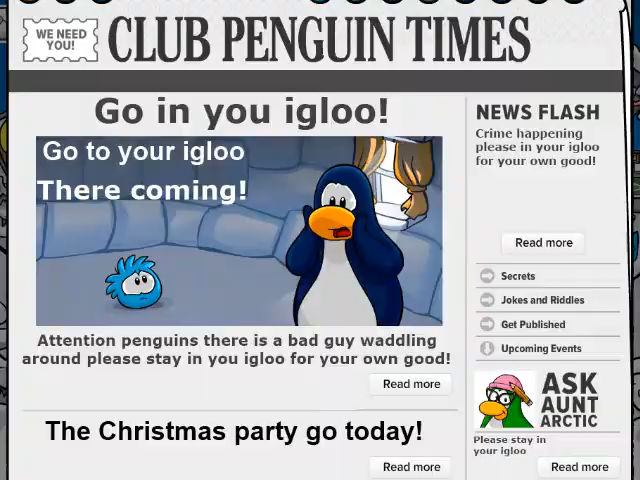 WE NEED
YOU!
CLUB PENGUIN TIMES
Go in you igloo!
Go to your igloo
There coming!
Attention penguins there is a bad guy waddling
around please stay in you igloo for your own good!
Read more
The Christmas party go today!
Read more
NEWS FLASH
Crime happening
please in your igloo
for your own good!
Read more
Secrets
Jokes and Riddles
Get Published
Upcoming Events
ASK
AUNT
ARCTIC
Please stay in
your igloo
Read more